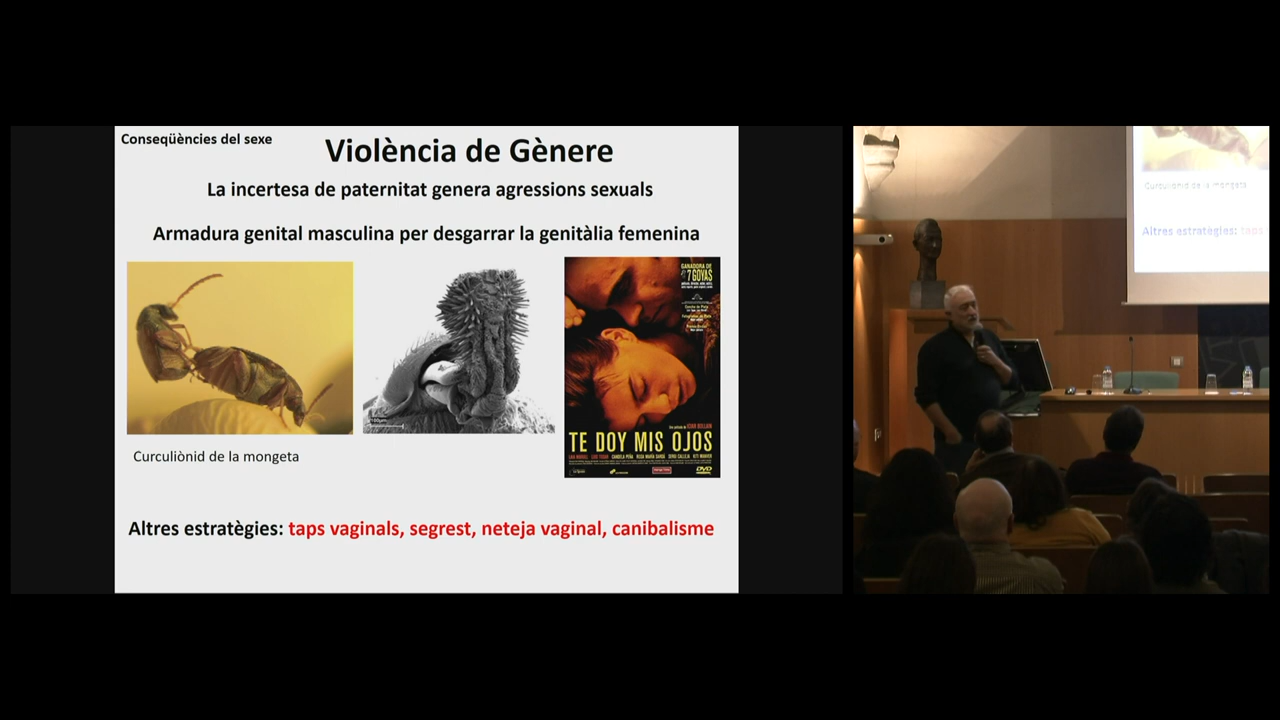 Conseqüències del sexe
Violència de Gènere
La incertesa de paternitat genera agressions sexuals
Armadura genital masculina per desgarrar la genitàlia femenina
GANADORA DE
7 GOYAS
TE DOY MIS OJOS
DVD
Curculiònid de la mongeta
Altres estratègies: taps vaginals, segrest, neteja vaginal, canibalisme
Curculiònid de la mongeta
Altres estratègies: taps